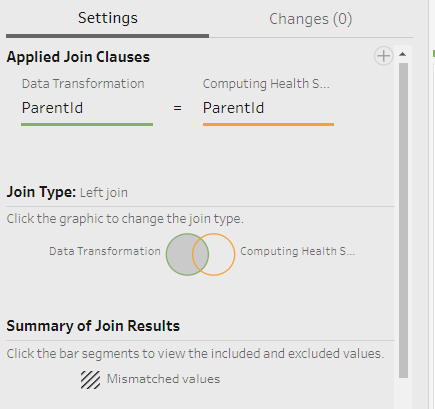 Settings
Changes (0)
Applied Join Clauses
Data Transformation
Computing Health S...
ParentId
=
ParentId
Join Type: Left join
Click the graphic to change the join type.
Data Transformation
Computing Health S...
Summary of Join Results
Click the bar segments to view the included and excluded values.
Mismatched values